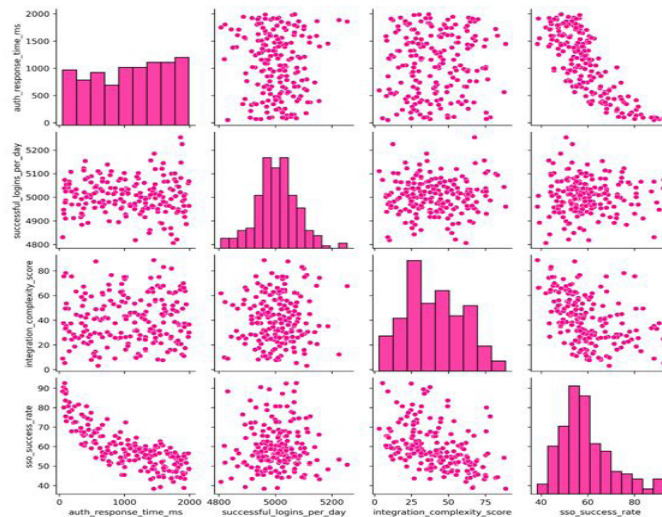 auth_response_time_ms
2000
1500
1000
500
0
successful_logins_per_day
5200
5100
5000
4900
4800
integration_complexity_score
80
60
40
20
0
sso_success_rate
90
80
70
60
50
40
0 1000 2000
auth_response_time_ms
4800 5000 5200
successful_logins_per_day
0 25 50 75
integration_complexity_score
40 60 80
sso_success_rate